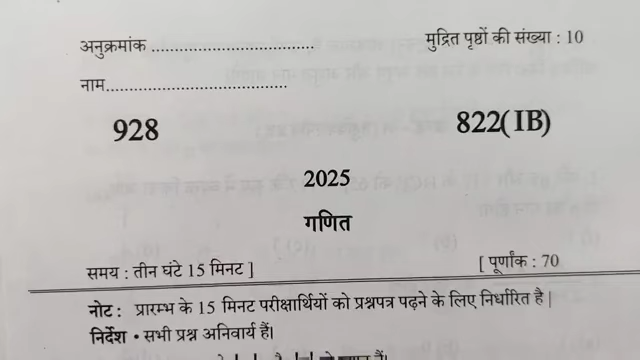 अनुक्रमांक ................................ मुद्रित पृष्ठों की संख्या : 10
नाम....................................
928 822(IB)
2025
गणित
समय : तीन घंटे 15 मिनट ] [ पूर्णांक : 70
नोट : प्रारम्भ के 15 मिनट परीक्षार्थियों को प्रश्नपत्र पढ़ने के लिए निर्धारित है |
निर्देश • सभी प्रश्न अनिवार्य हैं।